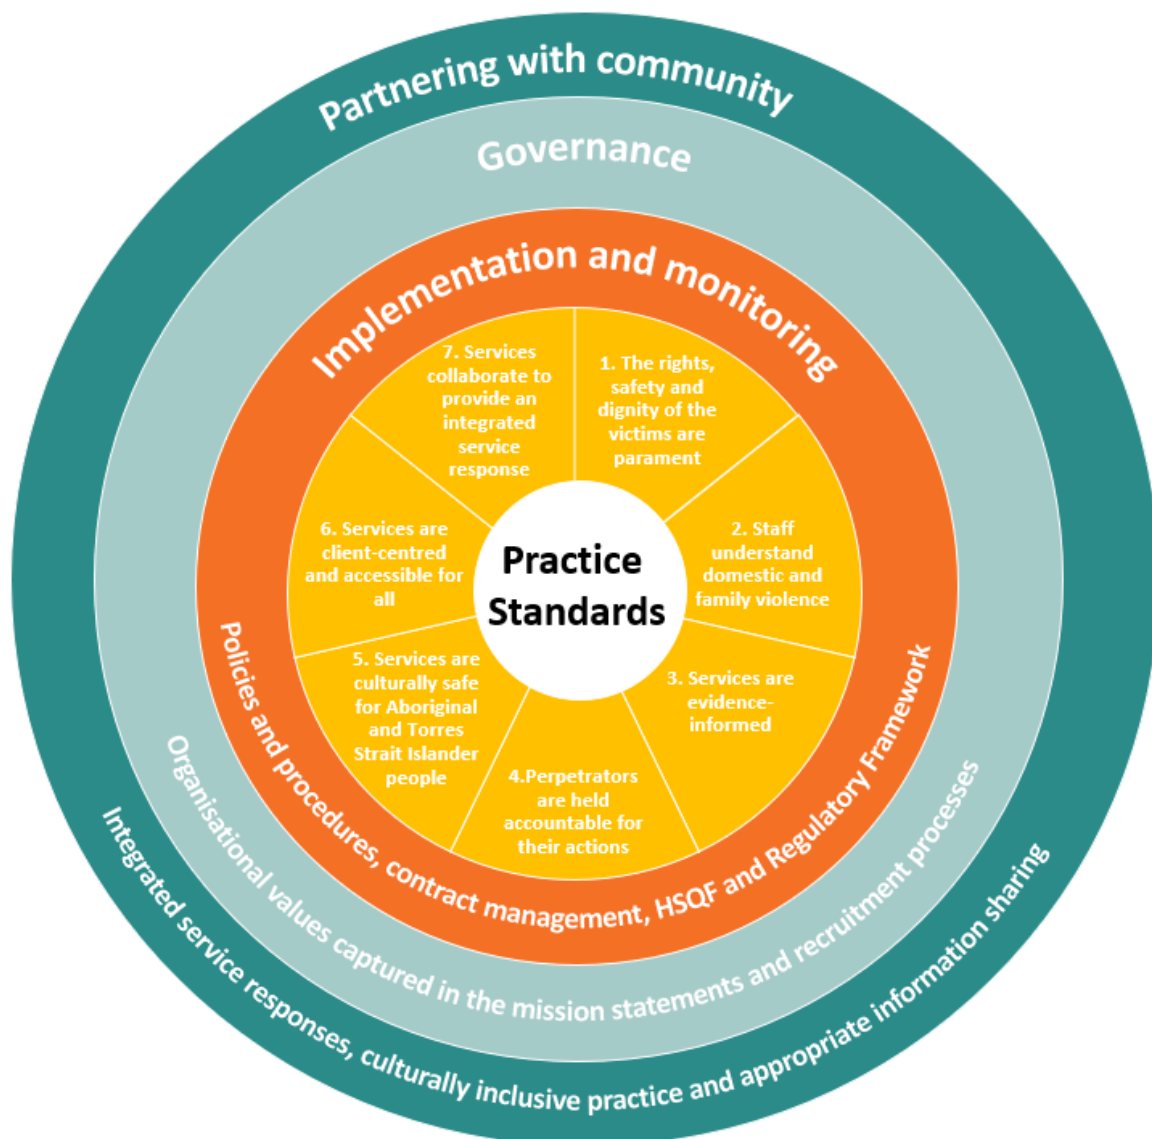 Partnering with community
Governance
Implementation and monitoring
7. Services
collaborate to
provide an
integrated
service
response
1. The rights,
safety and
dignity of the
victims are
parament
6. Services are
client-centred
and accessible for
all
Practice
Standards
2. Staff
understand
domestic and
family violence
5. Services are
culturally safe
for Aboriginal
and Torres
Strait Islander
people
3. Services are
evidence-
informed
4.Perpetrators
are held
accountable for
their actions
Policies and procedures, contract management, HSQF and Regulatory Framework
Organisational values captured in the mission statements and recruitment processes
Integrated service responses, culturally inclusive practice and appropriate information sharing